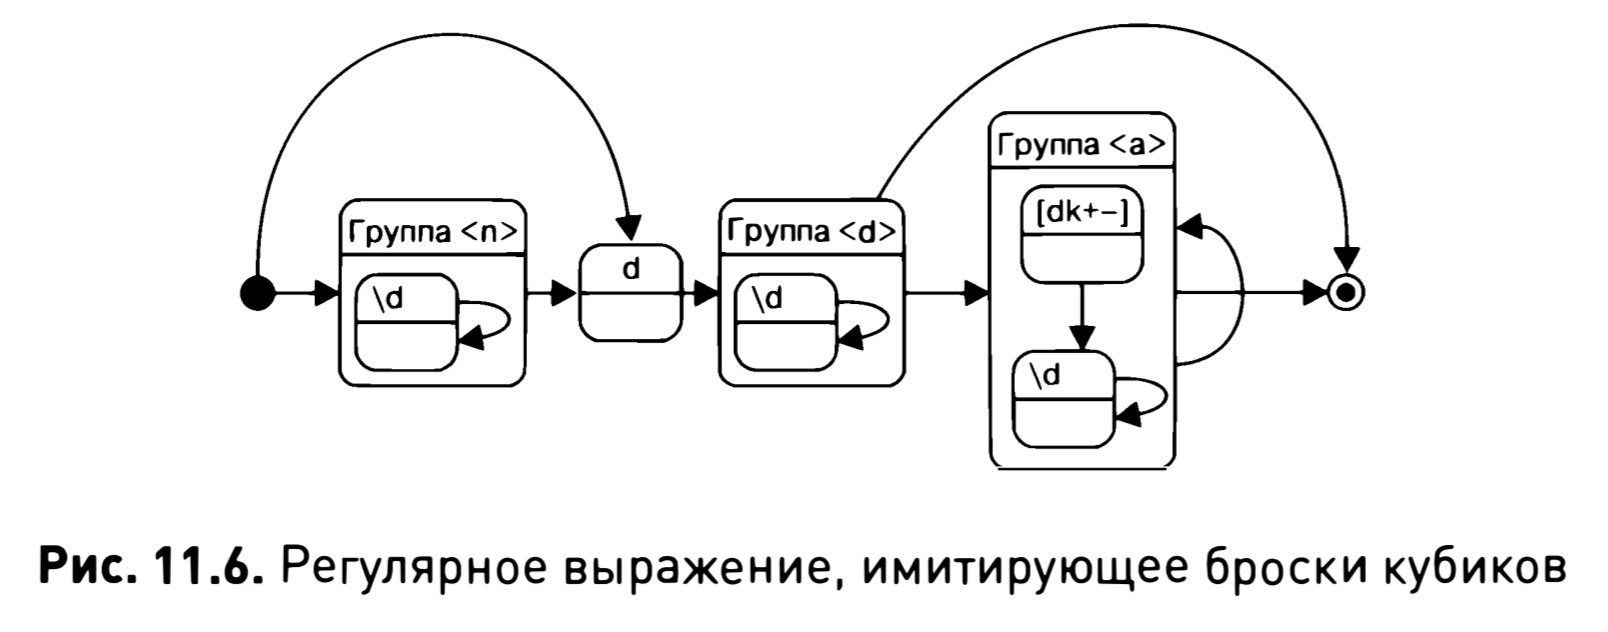 Группа <n>
\d
d
Группа <d>
\d
Группа <a>
[dk+−]
\d
Рис. 11.6. Регулярное выражение, имитирующее броски кубиков